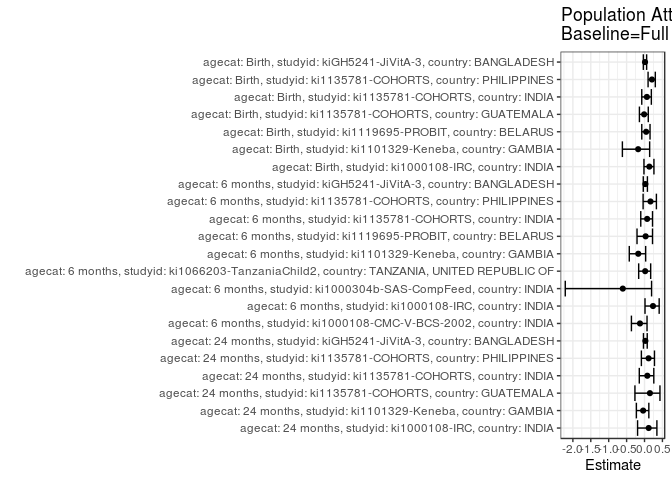 Population Att
Baseline=Full
agecat: Birth, studyid: kiGH5241-JiVitA-3, country: BANGLADESH
agecat: Birth, studyid: ki1135781-COHORTS, country: PHILIPPINES
agecat: Birth, studyid: ki1135781-COHORTS, country: INDIA
agecat: Birth, studyid: ki1135781-COHORTS, country: GUATEMALA
agecat: Birth, studyid: ki1119695-PROBIT, country: BELARUS
agecat: Birth, studyid: ki1101329-Keneba, country: GAMBIA
agecat: Birth, studyid: ki1000108-IRC, country: INDIA
agecat: 6 months, studyid: kiGH5241-JiVitA-3, country: BANGLADESH
agecat: 6 months, studyid: ki1135781-COHORTS, country: PHILIPPINES
agecat: 6 months, studyid: ki1135781-COHORTS, country: INDIA
agecat: 6 months, studyid: ki1119695-PROBIT, country: BELARUS
agecat: 6 months, studyid: ki1101329-Keneba, country: GAMBIA
agecat: 6 months, studyid: ki1066203-TanzaniaChild2, country: TANZANIA, UNITED REPUBLIC OF
agecat: 6 months, studyid: ki1000304b-SAS-CompFeed, country: INDIA
agecat: 6 months, studyid: ki1000108-IRC, country: INDIA
agecat: 6 months, studyid: ki1000108-CMC-V-BCS-2002, country: INDIA
agecat: 24 months, studyid: kiGH5241-JiVitA-3, country: BANGLADESH
agecat: 24 months, studyid: ki1135781-COHORTS, country: PHILIPPINES
agecat: 24 months, studyid: ki1135781-COHORTS, country: INDIA
agecat: 24 months, studyid: ki1135781-COHORTS, country: GUATEMALA
agecat: 24 months, studyid: ki1101329-Keneba, country: GAMBIA
agecat: 24 months, studyid: ki1000108-IRC, country: INDIA
-2.0 -1.5 -1.0 -0.5 0.0 0.5
Estimate